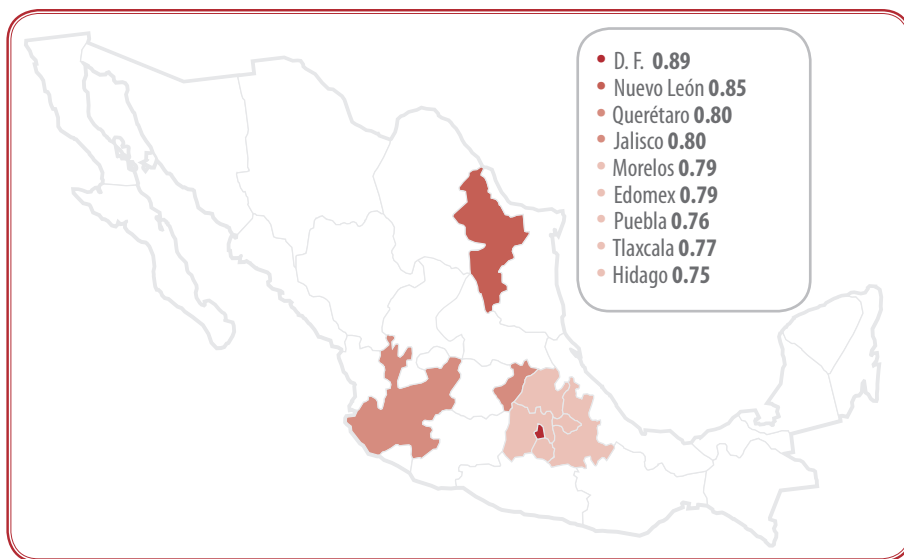 D. F. 0.89
Nuevo León 0.85
Querétaro 0.80
Jalisco 0.80
Morelos 0.79
Edomex 0.79
Puebla 0.76
Tlaxcala 0.77
Hidago 0.75